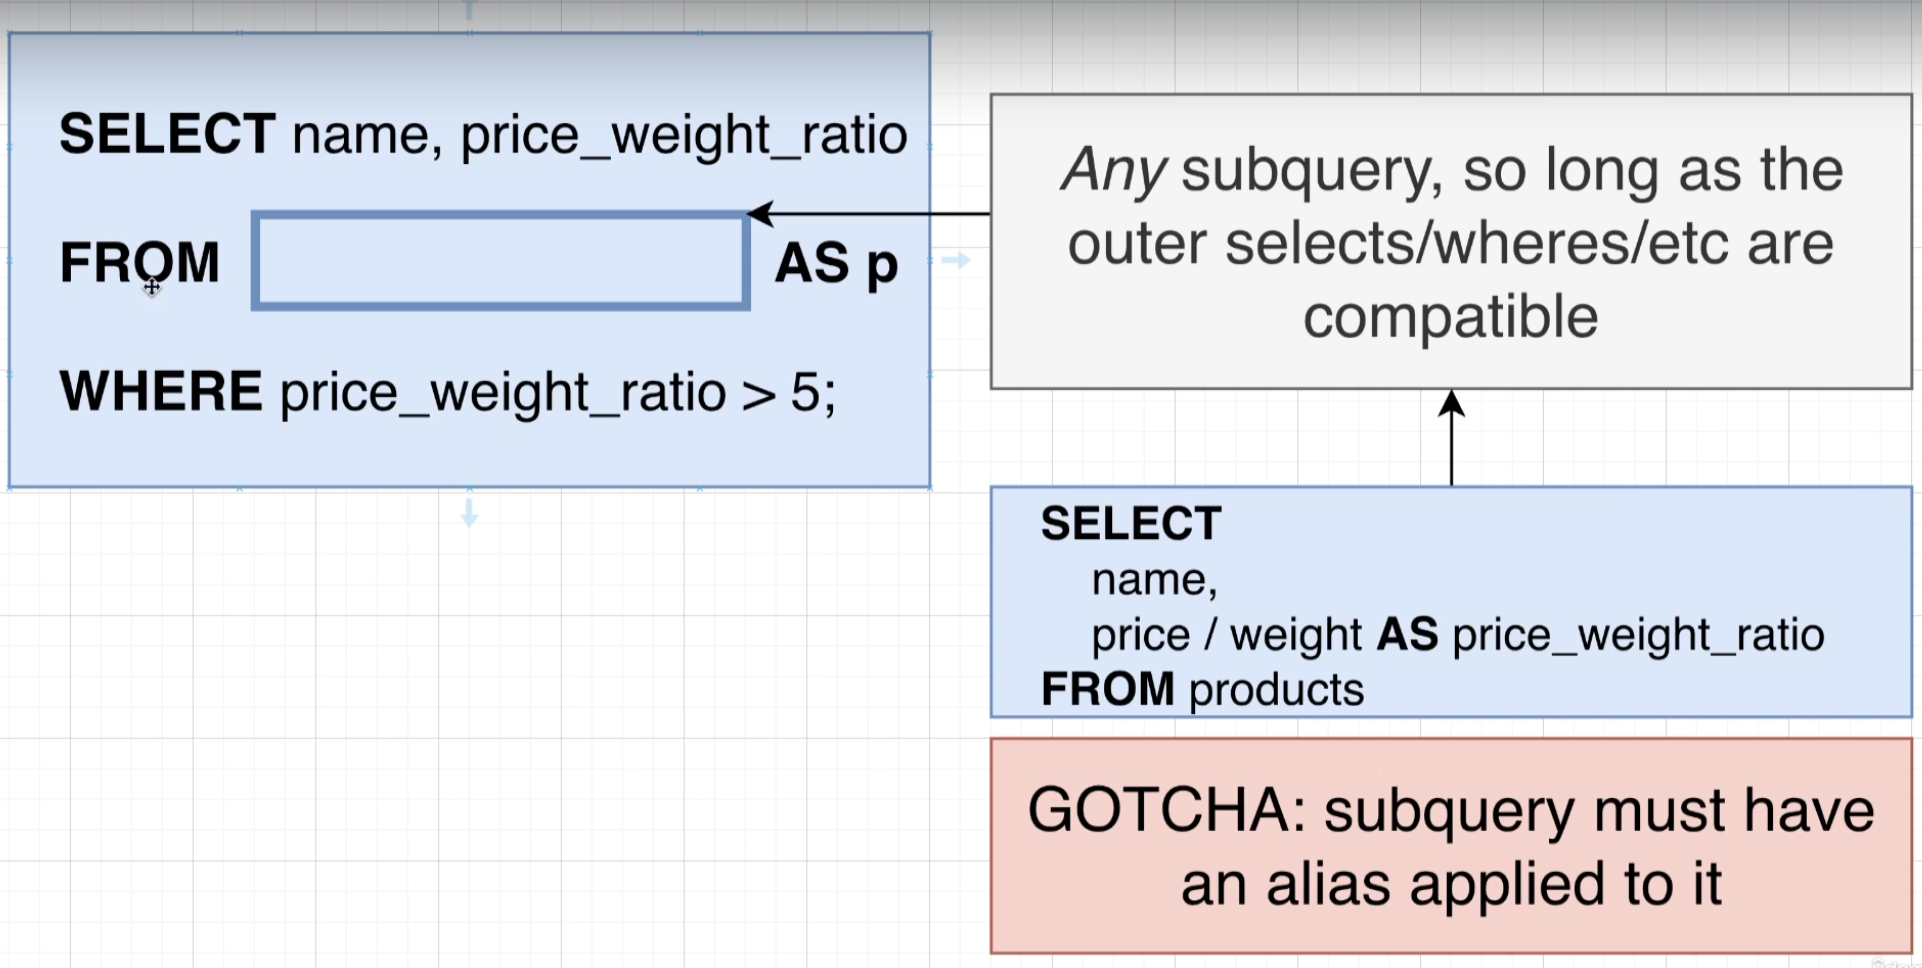 SELECT name, price_weight_ratio
FROM AS p
WHERE price_weight_ratio > 5;
Any subquery, so long as the
outer selects/wheres/etc are
compatible
SELECT
name,
price / weight AS price_weight_ratio
FROM products
GOTCHA: subquery must have
an alias applied to it